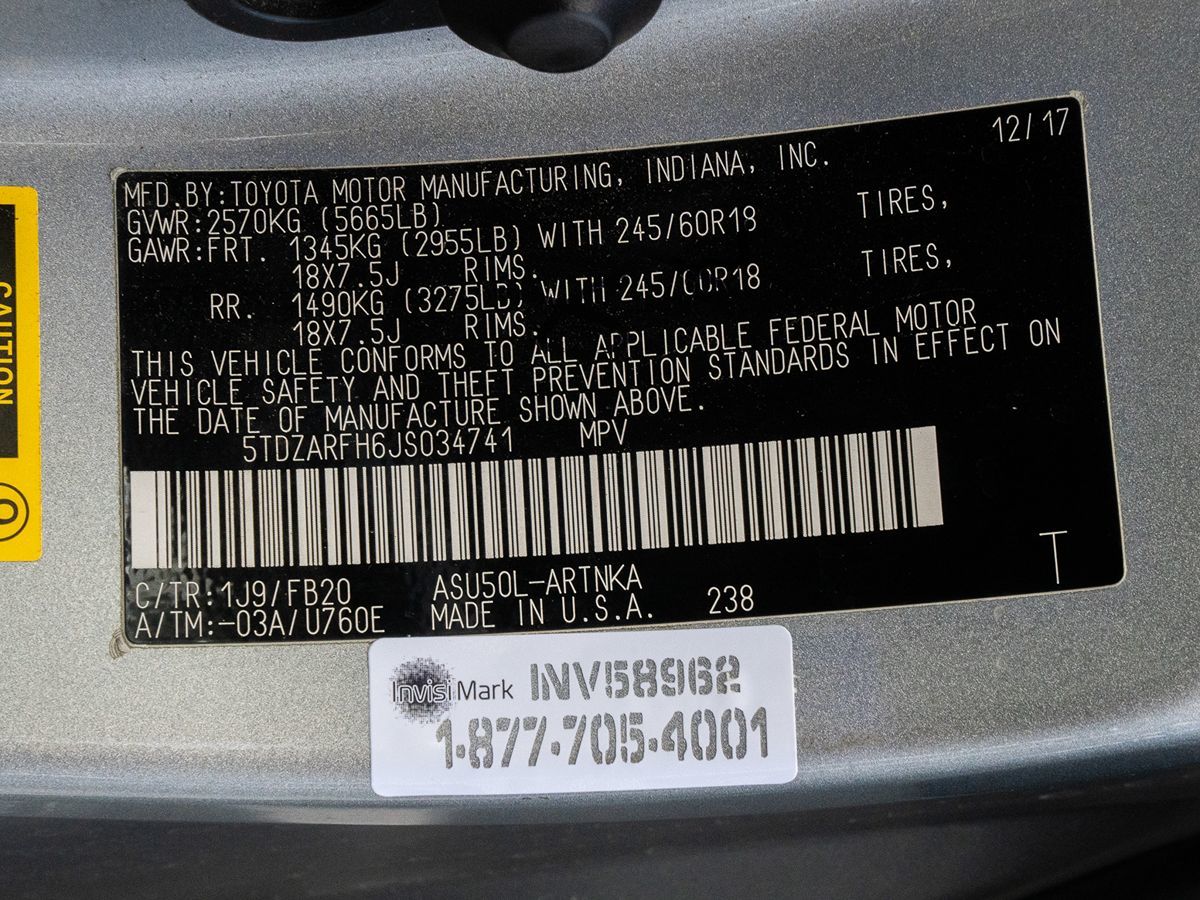 12/17
MFD.BY:TOYOTA MOTOR MANUFACTURING, INDIANA, INC.
GVWR:2570KG (5665LB)
GAWR:FRT. 1345KG (2955LB) WITH 245/60R18 TIRES,
18X7.5J RIMS.
RR. 1490KG (3275LB) WITH 245/60R18 TIRES,
18X7.5J RIMS.
THIS VEHICLE CONFORMS TO ALL APPLICABLE FEDERAL MOTOR
VEHICLE SAFETY AND THEFT PREVENTION STANDARDS IN EFFECT ON
THE DATE OF MANUFACTURE SHOWN ABOVE.
5TDZARFH6JS034741 MPV
C/TR:1J9/FB20 ASU50L-ARTNKA
A/TM:-03A/U760E MADE IN U.S.A. 238
T
InvisiMark INV58962
1-877-705-4001
CAUTION